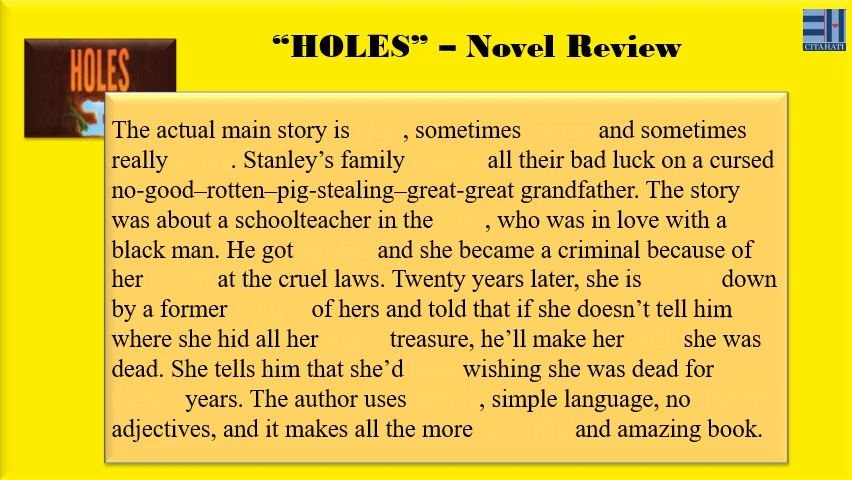 “HOLES” – Novel Review
CITAHATI
HOLES
The actual main story is , sometimes and sometimes
really . Stanley’s family all their bad luck on a cursed
no-good–rotten–pig-stealing–great-great grandfather. The story
was about a schoolteacher in the , who was in love with a
black man. He got and she became a criminal because of
her at the cruel laws. Twenty years later, she is down
by a former of hers and told that if she doesn’t tell him
where she hid all her treasure, he’ll make her she was
dead. She tells him that she’d wishing she was dead for
years. The author uses , simple language, no
adjectives, and it makes all the more and amazing book.